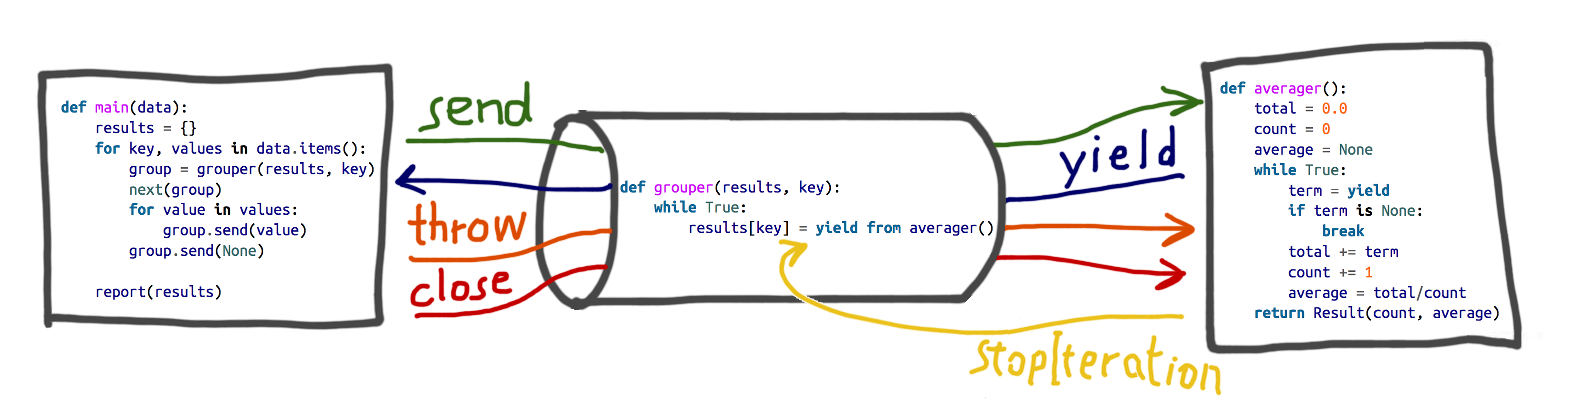 def main(data):
    results = {}
    for key, values in data.items():
        group = grouper(results, key)
        next(group)
        for value in values:
            group.send(value)
        group.send(None)

    report(results)
send
throw
close
def grouper(results, key):
    while True:
        results[key] = yield from averager()
yield
StopIteration
def averager():
    total = 0.0
    count = 0
    average = None
    while True:
        term = yield
        if term is None:
            break
        total += term
        count += 1
        average = total/count
    return Result(count, average)